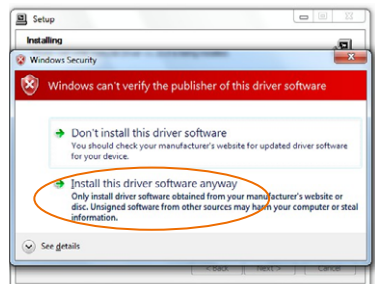 Setup
Installing
Windows Security
Windows can't verify the publisher of this driver software
Don't install this driver software
You should check your manufacturer's website for updated driver software
for your device.
Install this driver software anyway
Only install driver software obtained from your manufacturer's website or
disc. Unsigned software from other sources may harm your computer or steal
information.
See details
< Back Next > Cancel